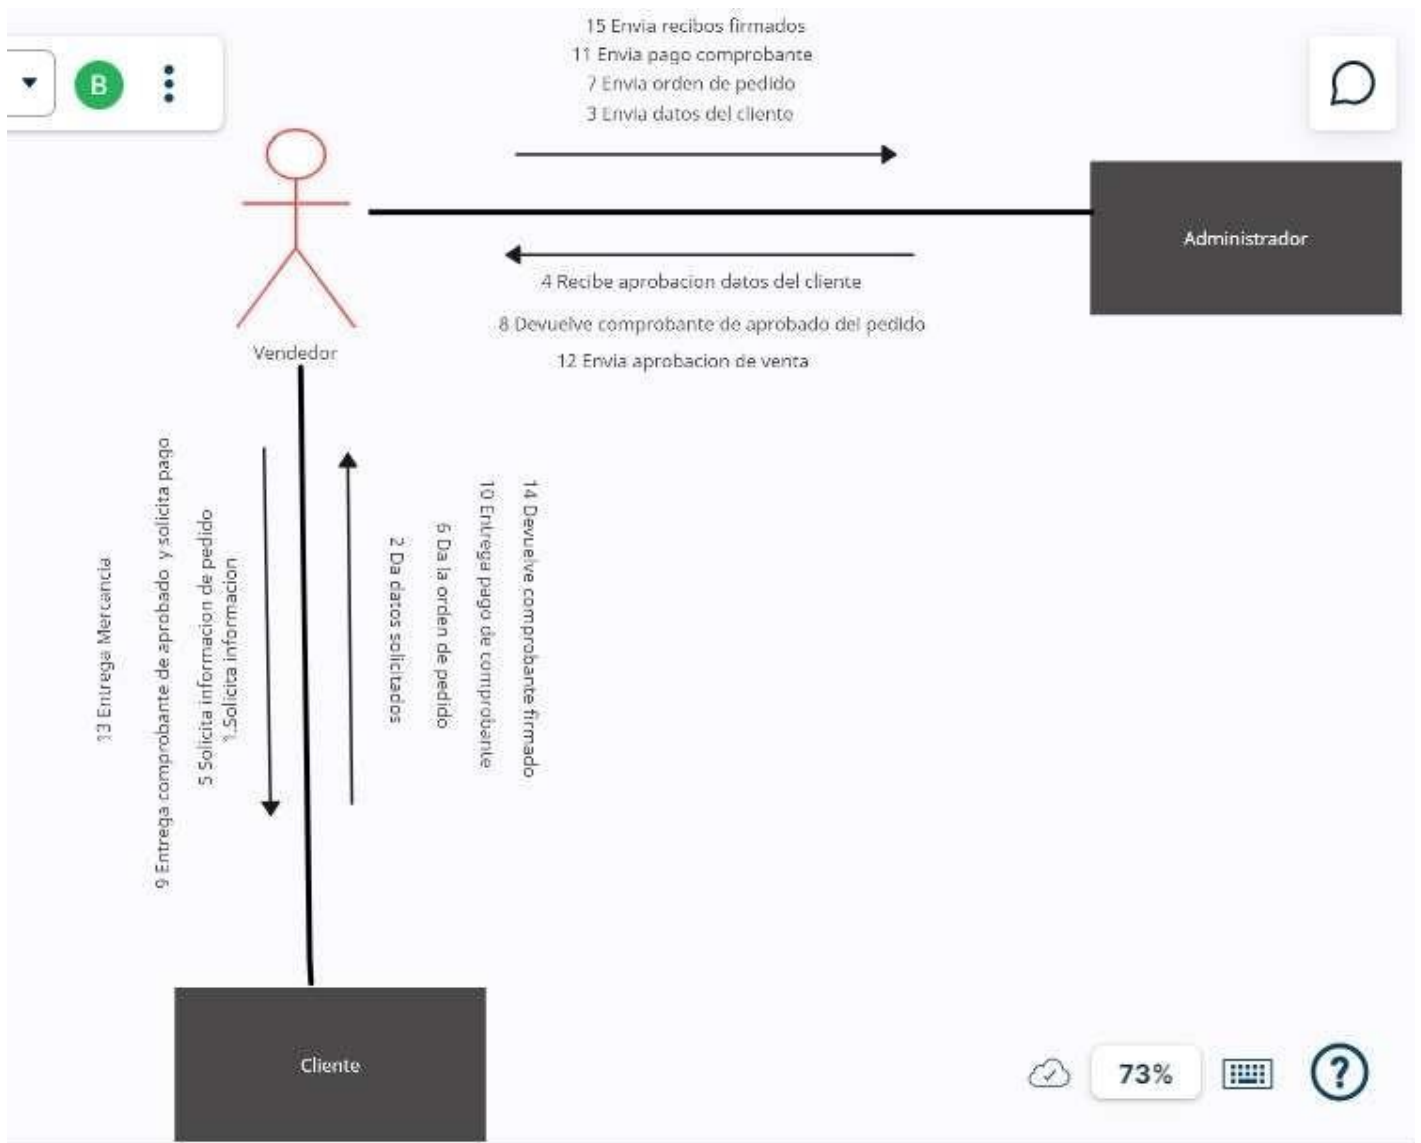 15 Envia recibos firmados
11 Envia pago comprobante
7 Envia orden de pedido
3 Envia datos del cliente
B
Administrador
4 Recibe aprobacion datos del cliente
8 Devuelve comprobante de aprobado del pedido
12 Envia aprobacion de venta
Vendedor
13 Entrega Mercancia
9 Entrega comprobante de aprobado y solicita pago
5 Solicita informacion de pedido
1.Solicita informacion
2 Da datos solicitados
6 Da la orden de pedido
10 Entrega pago de comprobante
14 Devuelve comprobante firmado
Cliente
73%
?